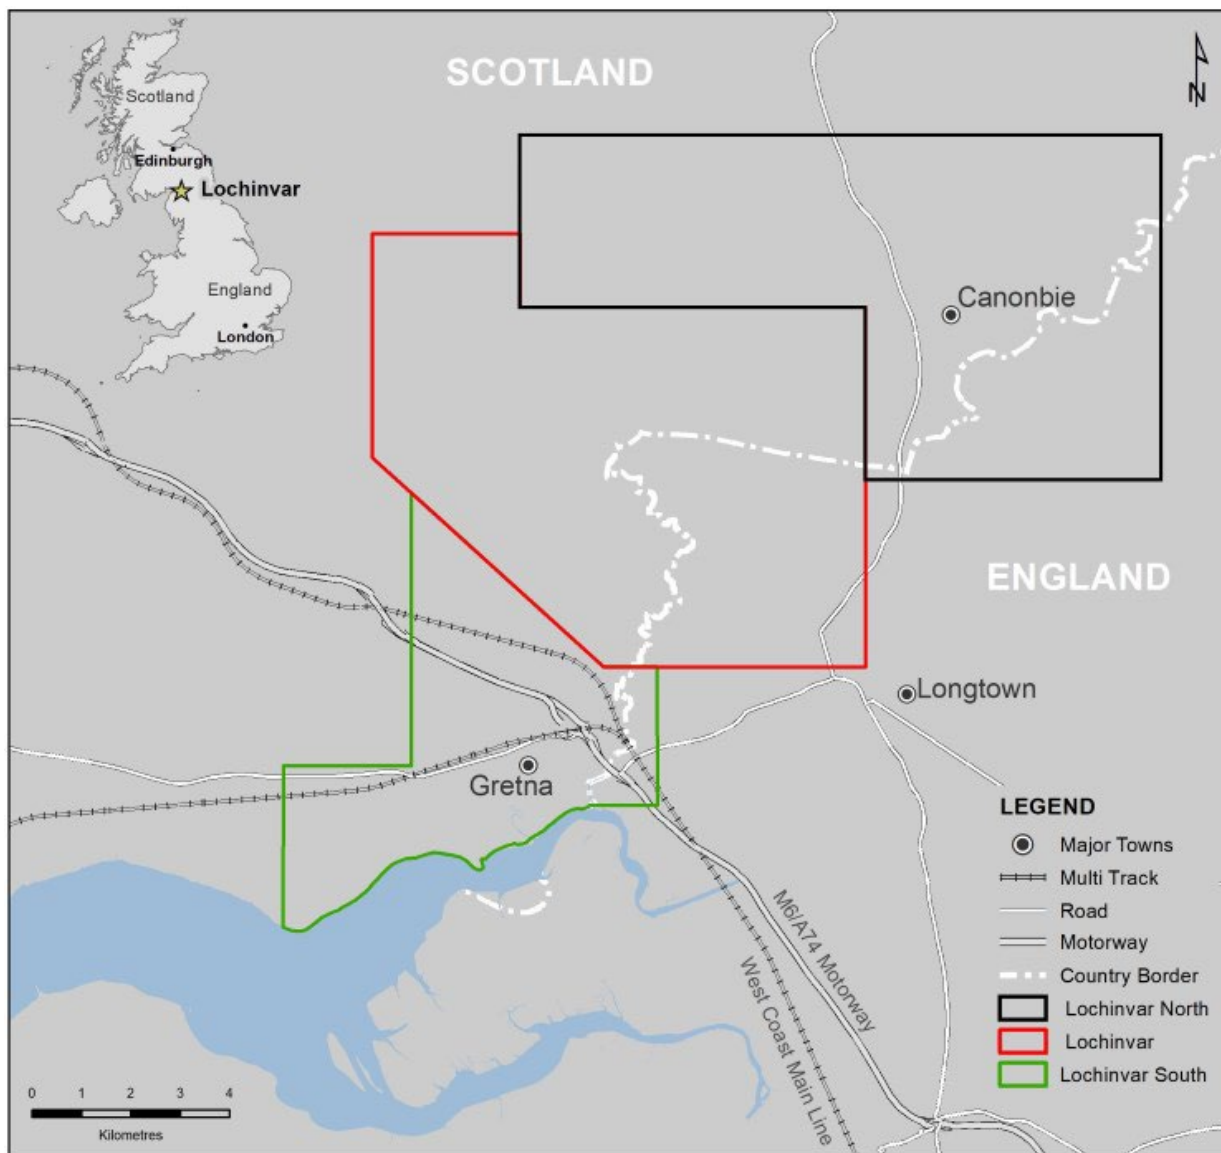 SCOTLAND
N
Scotland
Edinburgh
Lochinvar
England
London
Canonbie
ENGLAND
Longtown
Gretna
M6/A74 Motorway
West Coast Main Line
LEGEND
Major Towns
Multi Track
Road
Motorway
Country Border
Lochinvar North
Lochinvar
Lochinvar South
0 1 2 3 4
Kilometres